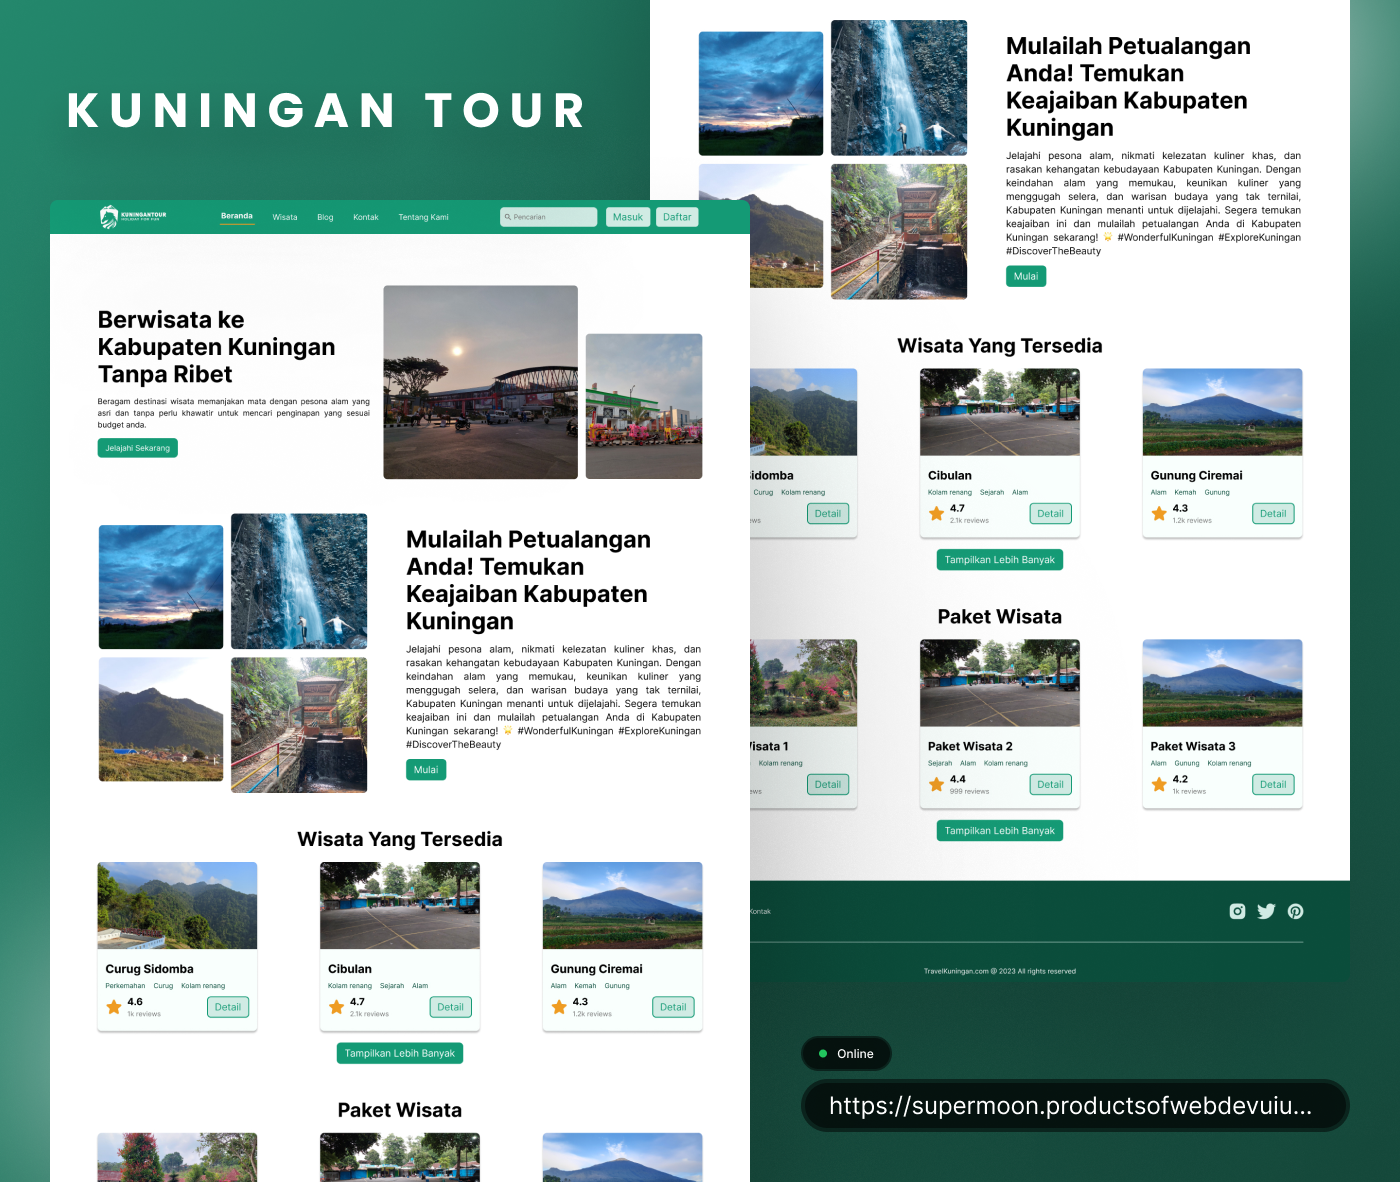 KUNINGAN TOUR
KUNINGANTOUR
Beranda
Wisata
Blog
Kontak
Tentang Kami
Pencarian
Masuk
Daftar
Berwisata ke
Kabupaten Kuningan
Tanpa Ribet
Beragam destinasi wisata memanjakan mata dengan pesona alam yang
asri dan tanpa perlu khawatir untuk mencari penginapan yang sesuai
budget anda.
Jelajahi Sekarang
Mulailah Petualangan
Anda! Temukan
Keajaiban Kabupaten
Kuningan
Jelajahi pesona alam, nikmati kelezatan kuliner khas, dan
rasakan kehangatan kebudayaan Kabupaten Kuningan. Dengan
keindahan alam yang memukau, keunikan kuliner yang
menggugah selera, dan warisan budaya yang tak ternilai,
Kabupaten Kuningan menanti untuk dijelajahi. Segera temukan
keajaiban ini dan mulailah petualangan Anda di Kabupaten
Kuningan sekarang! #WonderfulKuningan #ExploreKuningan
#DiscoverTheBeauty
Mulai
Wisata Yang Tersedia
Curug Sidomba
Perkemahan Curug Kolam renang
4.6
1k reviews
Detail
Cibulan
Kolam renang Sejarah Alam
4.7
2.1k reviews
Detail
Gunung Ciremai
Alam Kemah Gunung
4.3
1.2k reviews
Detail
Tampilkan Lebih Banyak
Paket Wisata
Mulailah Petualangan
Anda! Temukan
Keajaiban Kabupaten
Kuningan
Jelajahi pesona alam, nikmati kelezatan kuliner khas, dan
rasakan kehangatan kebudayaan Kabupaten Kuningan. Dengan
keindahan alam yang memukau, keunikan kuliner yang
menggugah selera, dan warisan budaya yang tak ternilai,
Kabupaten Kuningan menanti untuk dijelajahi. Segera temukan
keajaiban ini dan mulailah petualangan Anda di Kabupaten
Kuningan sekarang! #WonderfulKuningan #ExploreKuningan
#DiscoverTheBeauty
Mulai
Wisata Yang Tersedia
idomba
Curug Kolam renang
ws
Detail
Cibulan
Kolam renang Sejarah Alam
4.7
2.1k reviews
Detail
Gunung Ciremai
Alam Kemah Gunung
4.3
1.2k reviews
Detail
Tampilkan Lebih Banyak
Paket Wisata
isata 1
Kolam renang
ws
Detail
Paket Wisata 2
Sejarah Alam Kolam renang
4.4
999 reviews
Detail
Paket Wisata 3
Alam Gunung Kolam renang
4.2
1k reviews
Detail
Tampilkan Lebih Banyak
Kontak
TravelKuningan.com @ 2023 All rights reserved
Online
https://supermoon.productsofwebdevuiu...